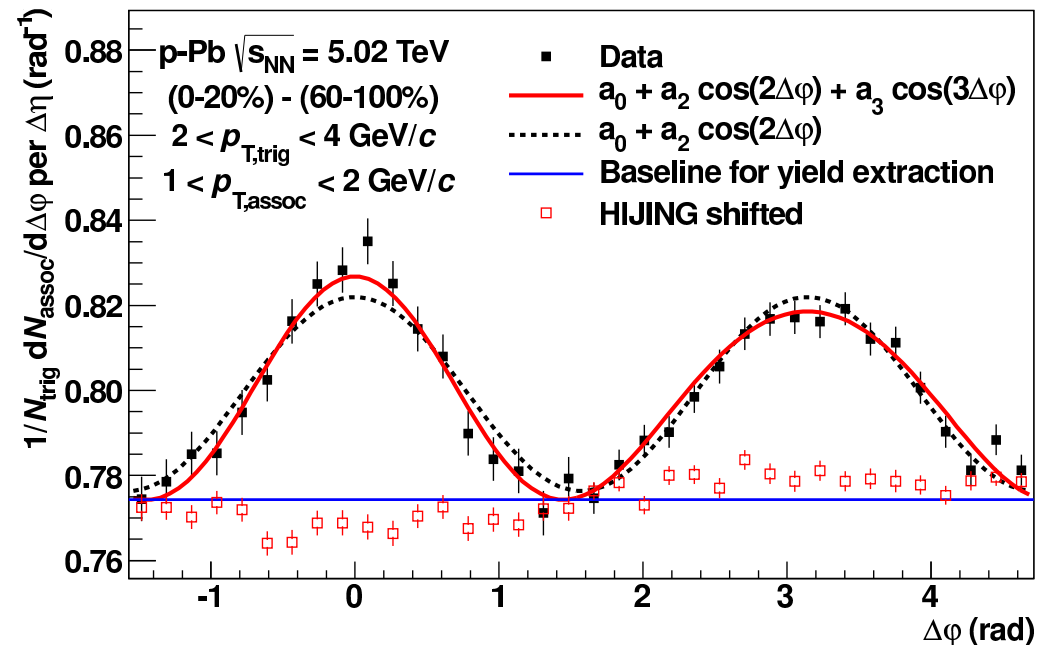 p-Pb √sNN = 5.02 TeV
(0-20%) - (60-100%)
2 < pT,trig < 4 GeV/c
1 < pT,assoc < 2 GeV/c
Data
a0 + a2 cos(2Δφ) + a3 cos(3Δφ)
a0 + a2 cos(2Δφ)
Baseline for yield extraction
HIJING shifted
1/Ntrig dNassoc/dΔφ per Δη (rad-1)
0.88
0.86
0.84
0.82
0.80
0.78
0.76
-1 0 1 2 3 4
Δφ (rad)